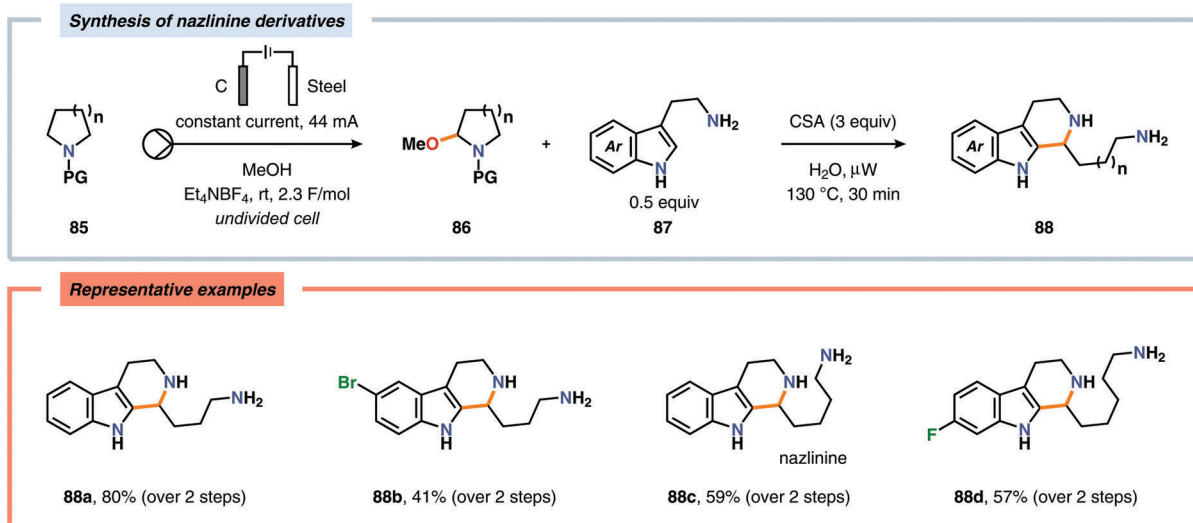 Synthesis of nazlinine derivatives
C
Steel
constant current, 44 mA
MeOH
Et4NBF4, rt, 2.3 F/mol
undivided cell
( )n
N
PG
85
MeO
( )n
N
PG
86
+
NH2
Ar
N
H
0.5 equiv
87
CSA (3 equiv)
H2O, μW
130 °C, 30 min
Ar
NH
NH2
( )n
N
H
88
Representative examples
NH
NH2
N
H
88a, 80% (over 2 steps)
Br
NH
NH2
N
H
88b, 41% (over 2 steps)
NH2
NH
N
H
nazlinine
88c, 59% (over 2 steps)
NH2
NH
F
N
H
88d, 57% (over 2 steps)